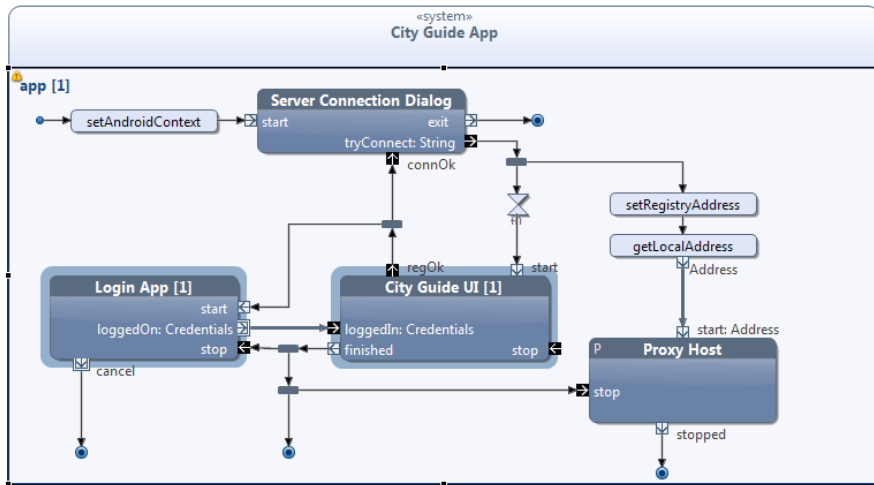 «system»
City Guide App
app [1]
Server Connection Dialog
setAndroidContext
start
exit
tryConnect: String
connOk
setRegistryAddress
getLocalAddress
Address
regOk
start
Login App [1]
City Guide UI [1]
start
loggedOn: Credentials
loggedIn: Credentials
start: Address
stop
finished
stop
P
Proxy Host
cancel
stop
stopped